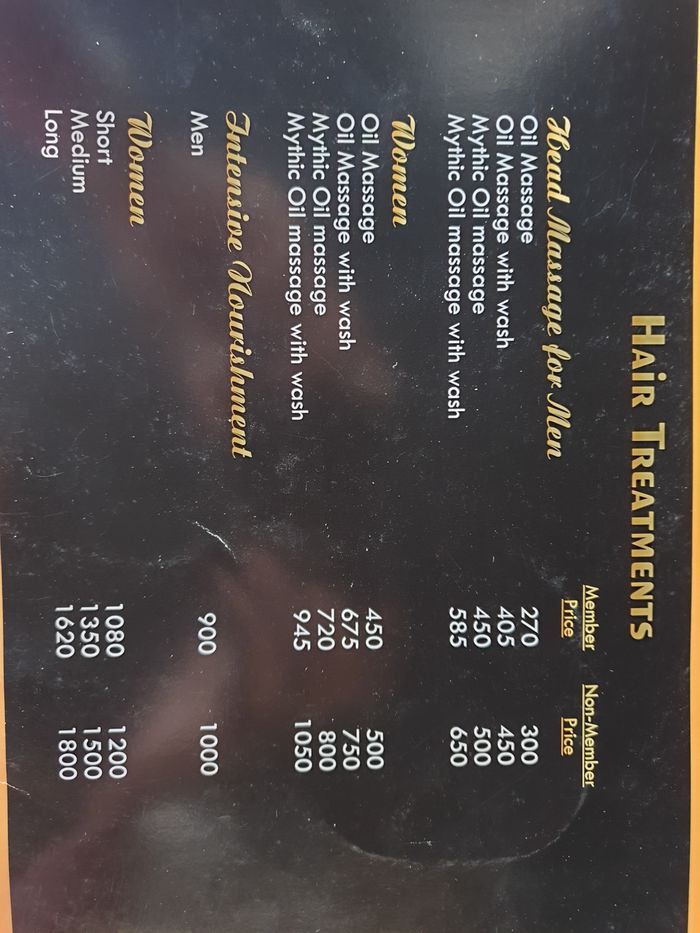 HAIR TREATMENTS
Member Price Non-Member Price
Head Massage for Men
Oil Massage 270 300
Oil Massage with wash 405 450
Mythic Oil massage 450 500
Mythic Oil massage with wash 585 650
Women
Oil Massage 450 500
Oil Massage with wash 675 750
Mythic Oil massage 720 800
Mythic Oil massage with wash 945 1050
Intensive Nourishment
Men 900 1000
Women
Short 1080 1200
Medium 1350 1500
Long 1620 1800